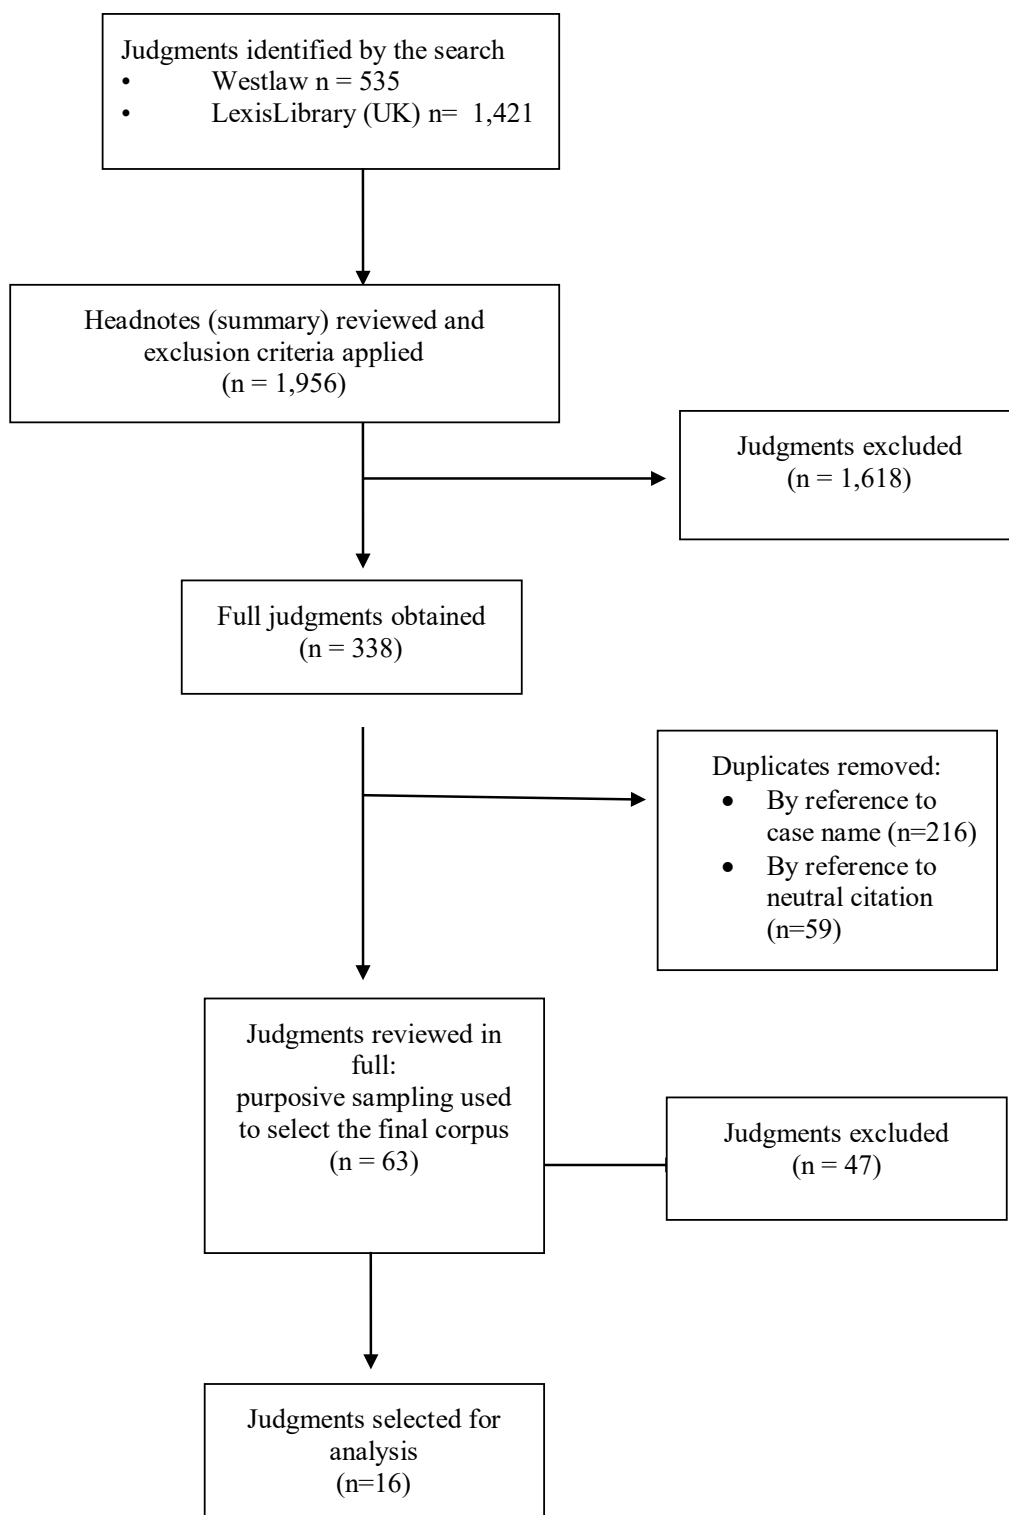 Judgments identified by the search
• Westlaw n = 535
• LexisLibrary (UK) n= 1,421
Headnotes (summary) reviewed and
exclusion criteria applied
(n = 1,956)
Judgments excluded
(n = 1,618)
Full judgments obtained
(n = 338)
Duplicates removed:
• By reference to
case name (n=216)
• By reference to
neutral citation
(n=59)
Judgments reviewed in
full:
purposive sampling used
to select the final corpus
(n = 63)
Judgments excluded
(n = 47)
Judgments selected for
analysis
(n=16)